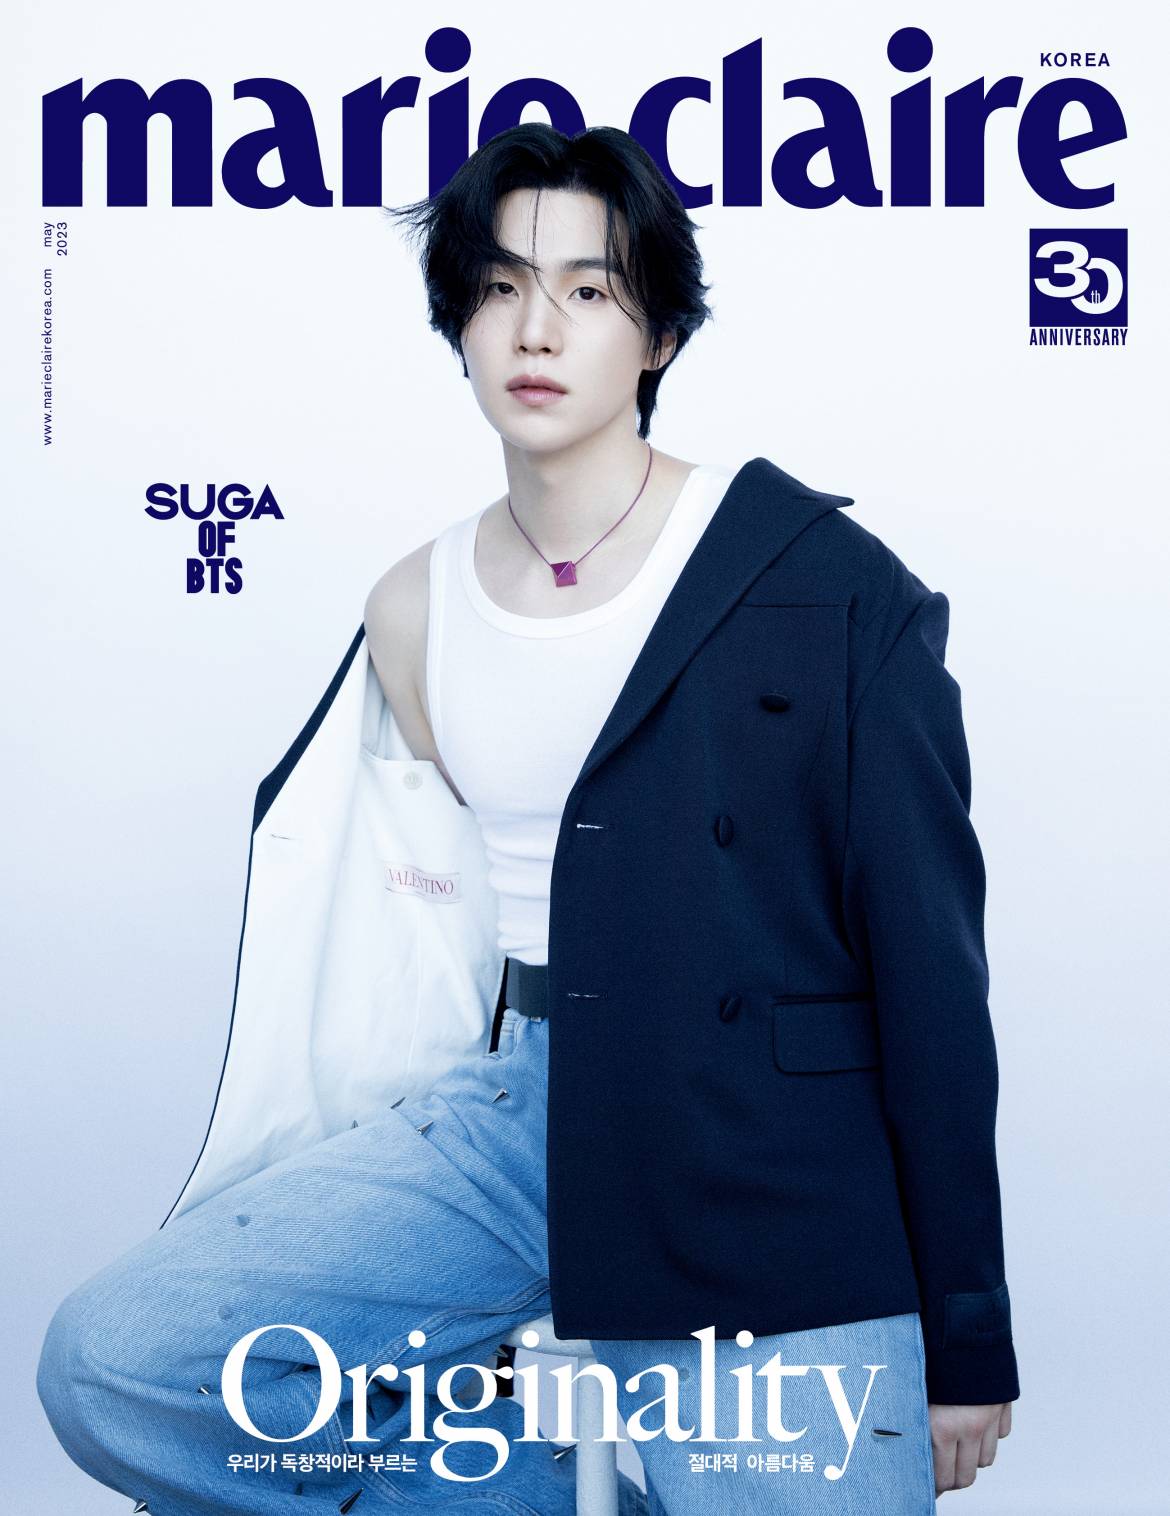 marie claire
KOREA
may
2023
www.marieclairekorea.com
30th
ANNIVERSARY
SUGA
OF
BTS
VALENTINO
Originality
우리가 독창적이라 부르는 절대적 아름다움